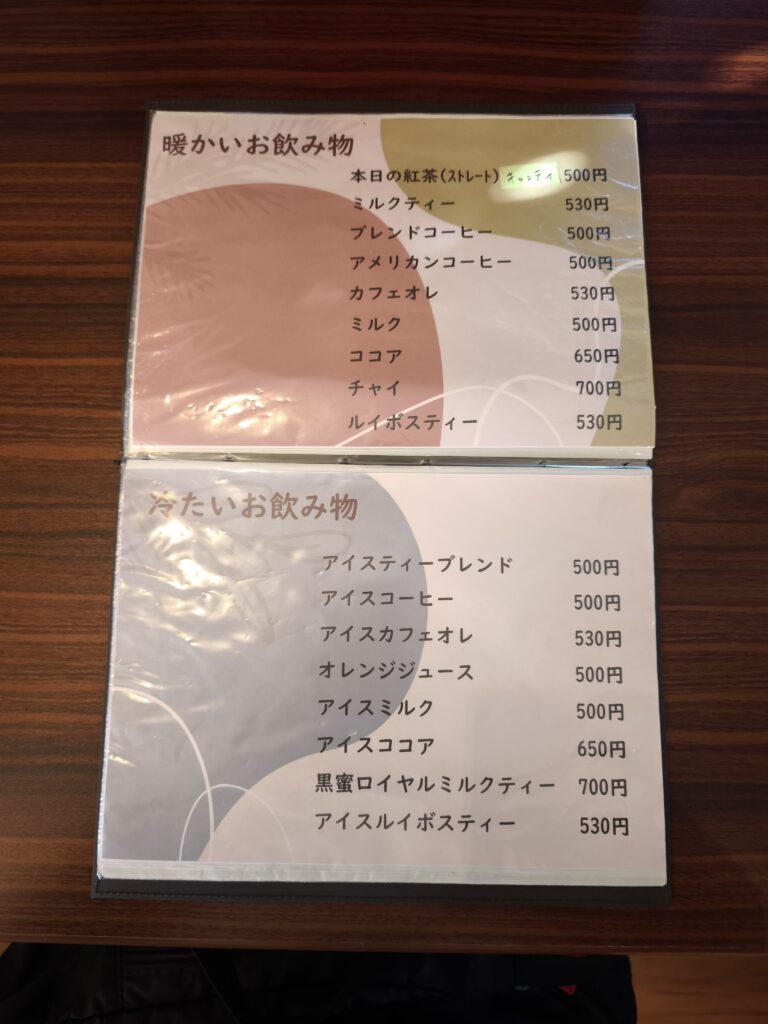 暖かいお飲み物
本日の紅茶(ストレート) キャンディ 500円
ミルクティー 530円
ブレンドコーヒー 500円
アメリカンコーヒー 500円
カフェオレ 530円
ミルク 500円
ココア 650円
チャイ 700円
ルイボスティー 530円
冷たいお飲み物
アイスティーブレンド 500円
アイスコーヒー 500円
アイスカフェオレ 530円
オレンジジュース 500円
アイスミルク 500円
アイスココア 650円
黒蜜ロイヤルミルクティー 700円
アイスルイボスティー 530円